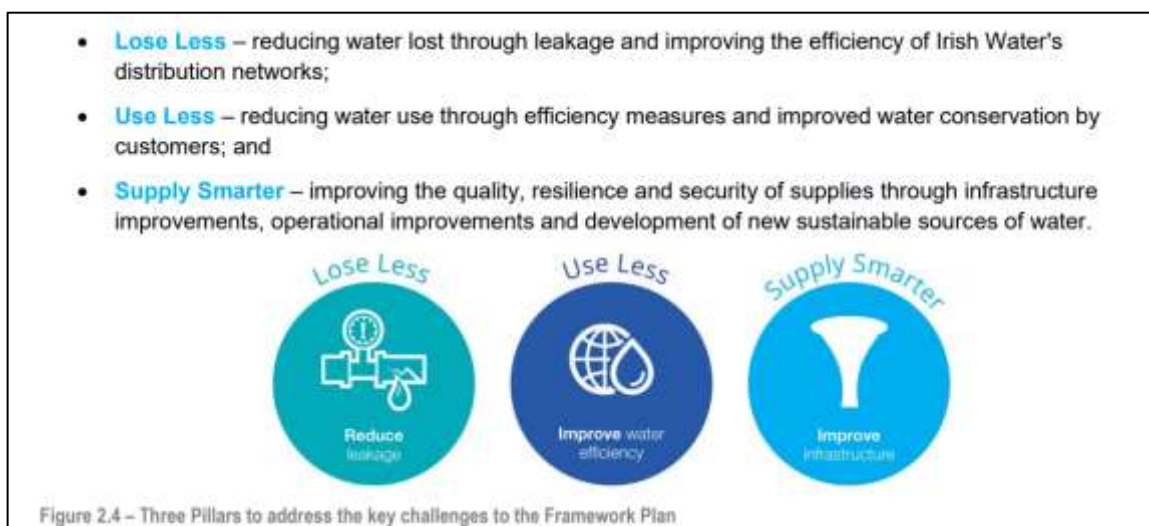 • Lose Less – reducing water lost through leakage and improving the efficiency of Irish Water's
distribution networks;
• Use Less – reducing water use through efficiency measures and improved water conservation by
customers; and
• Supply Smarter – improving the quality, resilience and security of supplies through infrastructure
improvements, operational improvements and development of new sustainable sources of water.
Lose Less
Reduce
leakage
Use Less
Improve water
efficiency
Supply Smarter
Improve
infrastructure
Figure 2.4 – Three Pillars to address the key challenges to the Framework Plan